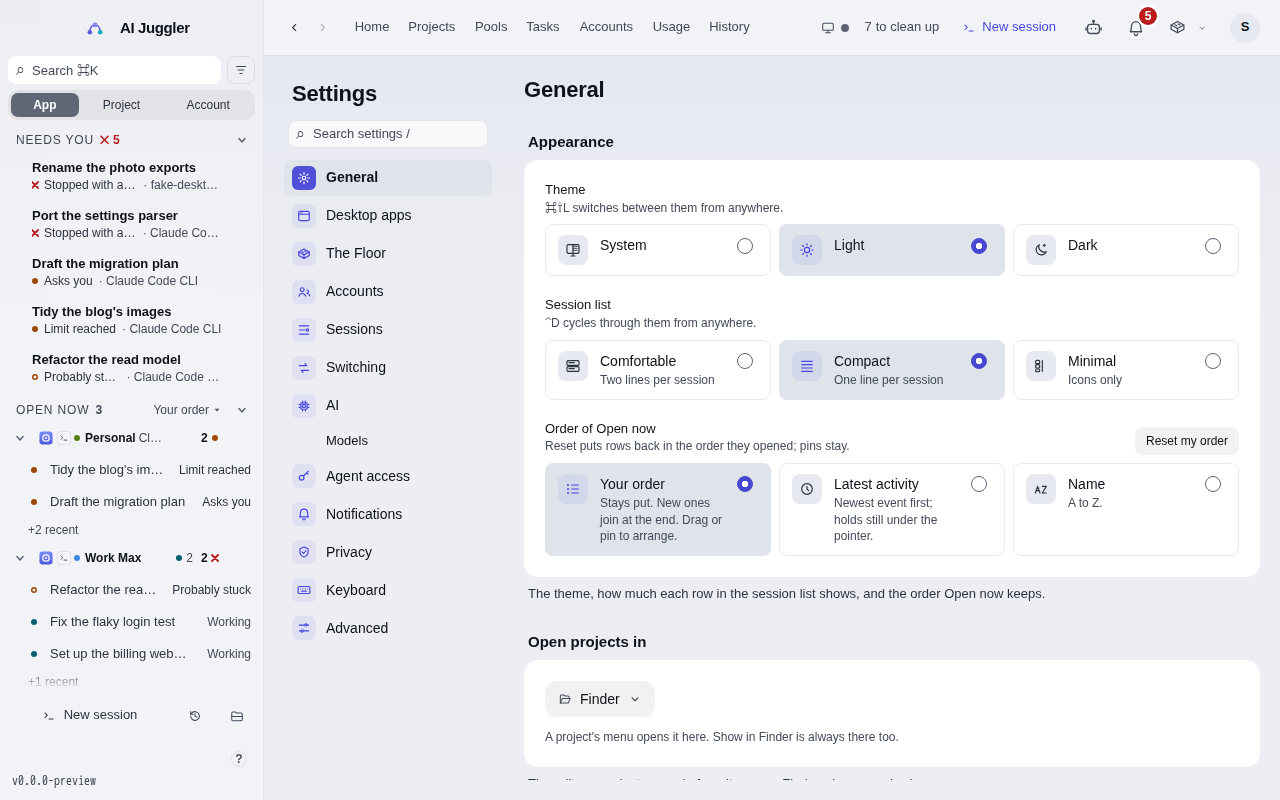 AI Juggler
Search ⌘K
App Project Account
NEEDS YOU 5
Rename the photo exports
Stopped with a… · fake-deskt…
Port the settings parser
Stopped with a… · Claude Co…
Draft the migration plan
Asks you · Claude Code CLI
Tidy the blog's images
Limit reached · Claude Code CLI
Refactor the read model
Probably st… · Claude Code …
OPEN NOW 3 Your order
Personal Cl… 2
Tidy the blog's im… Limit reached
Draft the migration plan Asks you
+2 recent
Work Max 2 2
Refactor the rea… Probably stuck
Fix the flaky login test Working
Set up the billing web… Working
+1 recent
New session
?
v0.0.0-preview
Home Projects Pools Tasks Accounts Usage History
7 to clean up
New session
5
S
Settings
Search settings /
General
Desktop apps
The Floor
Accounts
Sessions
Switching
AI
Models
Agent access
Notifications
Privacy
Keyboard
Advanced
General
Appearance
Theme
⌘⇧L switches between them from anywhere.
System Light Dark
Session list
^D cycles through them from anywhere.
Comfortable
Two lines per session
Compact
One line per session
Minimal
Icons only
Order of Open now
Reset puts rows back in the order they opened; pins stay.
Reset my order
Your order
Stays put. New ones
join at the end. Drag or
pin to arrange.
Latest activity
Newest event first;
holds still under the
pointer.
AZ
Name
A to Z.
The theme, how much each row in the session list shows, and the order Open now keeps.
Open projects in
Finder
A project's menu opens it here. Show in Finder is always there too.